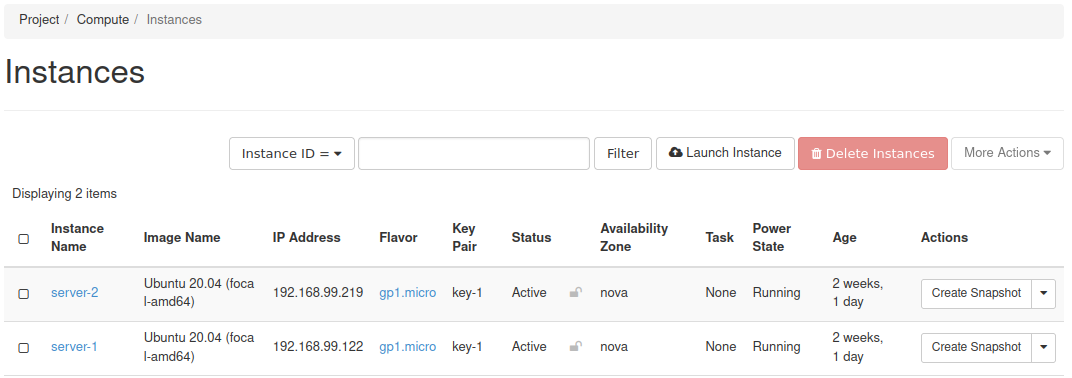 Project / Compute / Instances
Instances
Instance ID = Filter Launch Instance Delete Instances More Actions
Displaying 2 items
Instance Name Image Name IP Address Flavor Key Pair Status Availability Zone Task Power State Age Actions
server-2 Ubuntu 20.04 (foca l-amd64) 192.168.99.219 gp1.micro key-1 Active nova None Running 2 weeks, 1 day Create Snapshot
server-1 Ubuntu 20.04 (foca l-amd64) 192.168.99.122 gp1.micro key-1 Active nova None Running 2 weeks, 1 day Create Snapshot